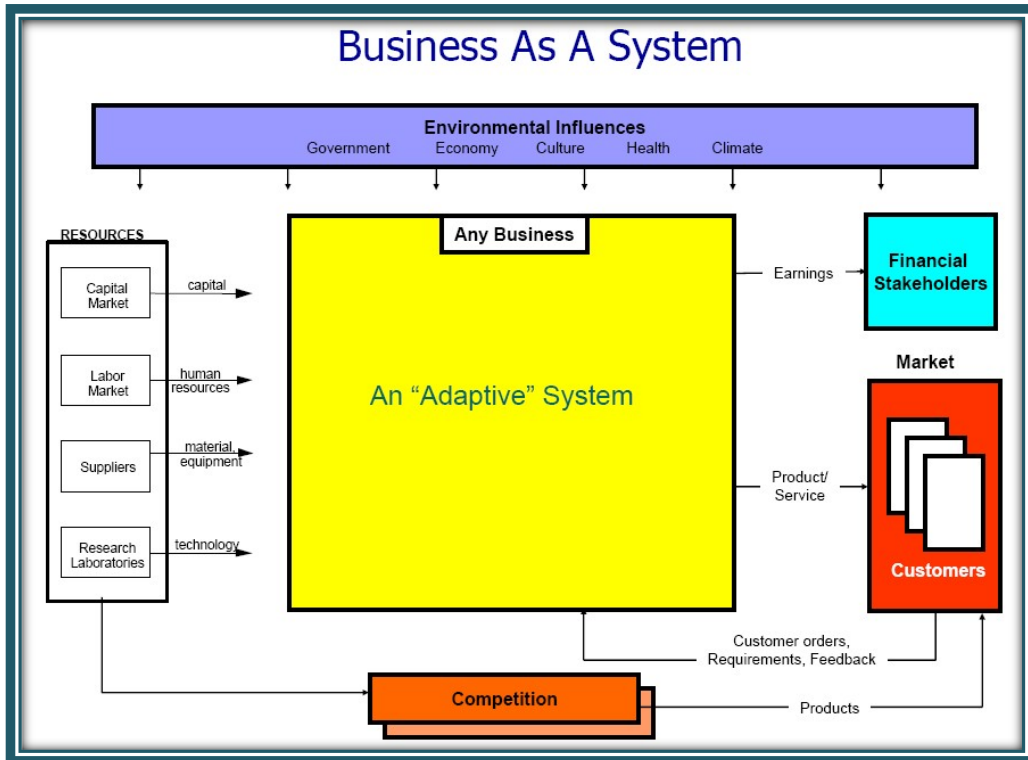 Business As A System
Environmental Influences
Government Economy Culture Health Climate
RESOURCES
Capital
Market
capital
Labor
Market
human
resources
Suppliers
material,
equipment
Research
Laboratories
technology
Any Business
An “Adaptive” System
Earnings
Financial
Stakeholders
Market
Product/
Service
Customers
Customer orders,
Requirements, Feedback
Competition
Products